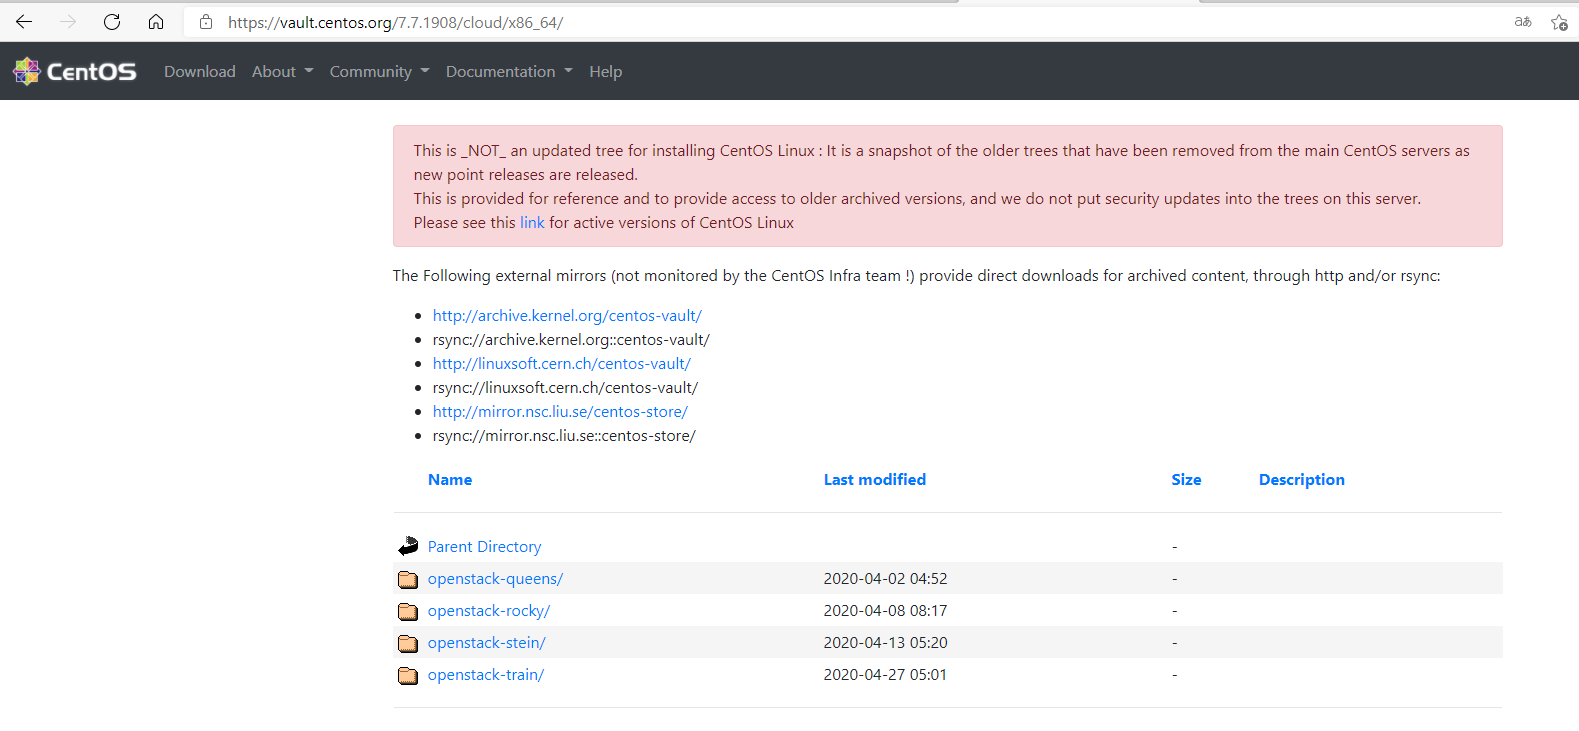 https://vault.centos.org/7.7.1908/cloud/x86_64/
aあ
CentOS Download About Community Documentation Help
This is _NOT_ an updated tree for installing CentOS Linux : It is a snapshot of the older trees that have been removed from the main CentOS servers as
new point releases are released.
This is provided for reference and to provide access to older archived versions, and we do not put security updates into the trees on this server.
Please see this link for active versions of CentOS Linux
The Following external mirrors (not monitored by the CentOS Infra team !) provide direct downloads for archived content, through http and/or rsync:
http://archive.kernel.org/centos-vault/
rsync://archive.kernel.org::centos-vault/
http://linuxsoft.cern.ch/centos-vault/
rsync://linuxsoft.cern.ch/centos-vault/
http://mirror.nsc.liu.se/centos-store/
rsync://mirror.nsc.liu.se::centos-store/
Name Last modified Size Description
Parent Directory -
openstack-queens/ 2020-04-02 04:52 -
openstack-rocky/ 2020-04-08 08:17 -
openstack-stein/ 2020-04-13 05:20 -
openstack-train/ 2020-04-27 05:01 -